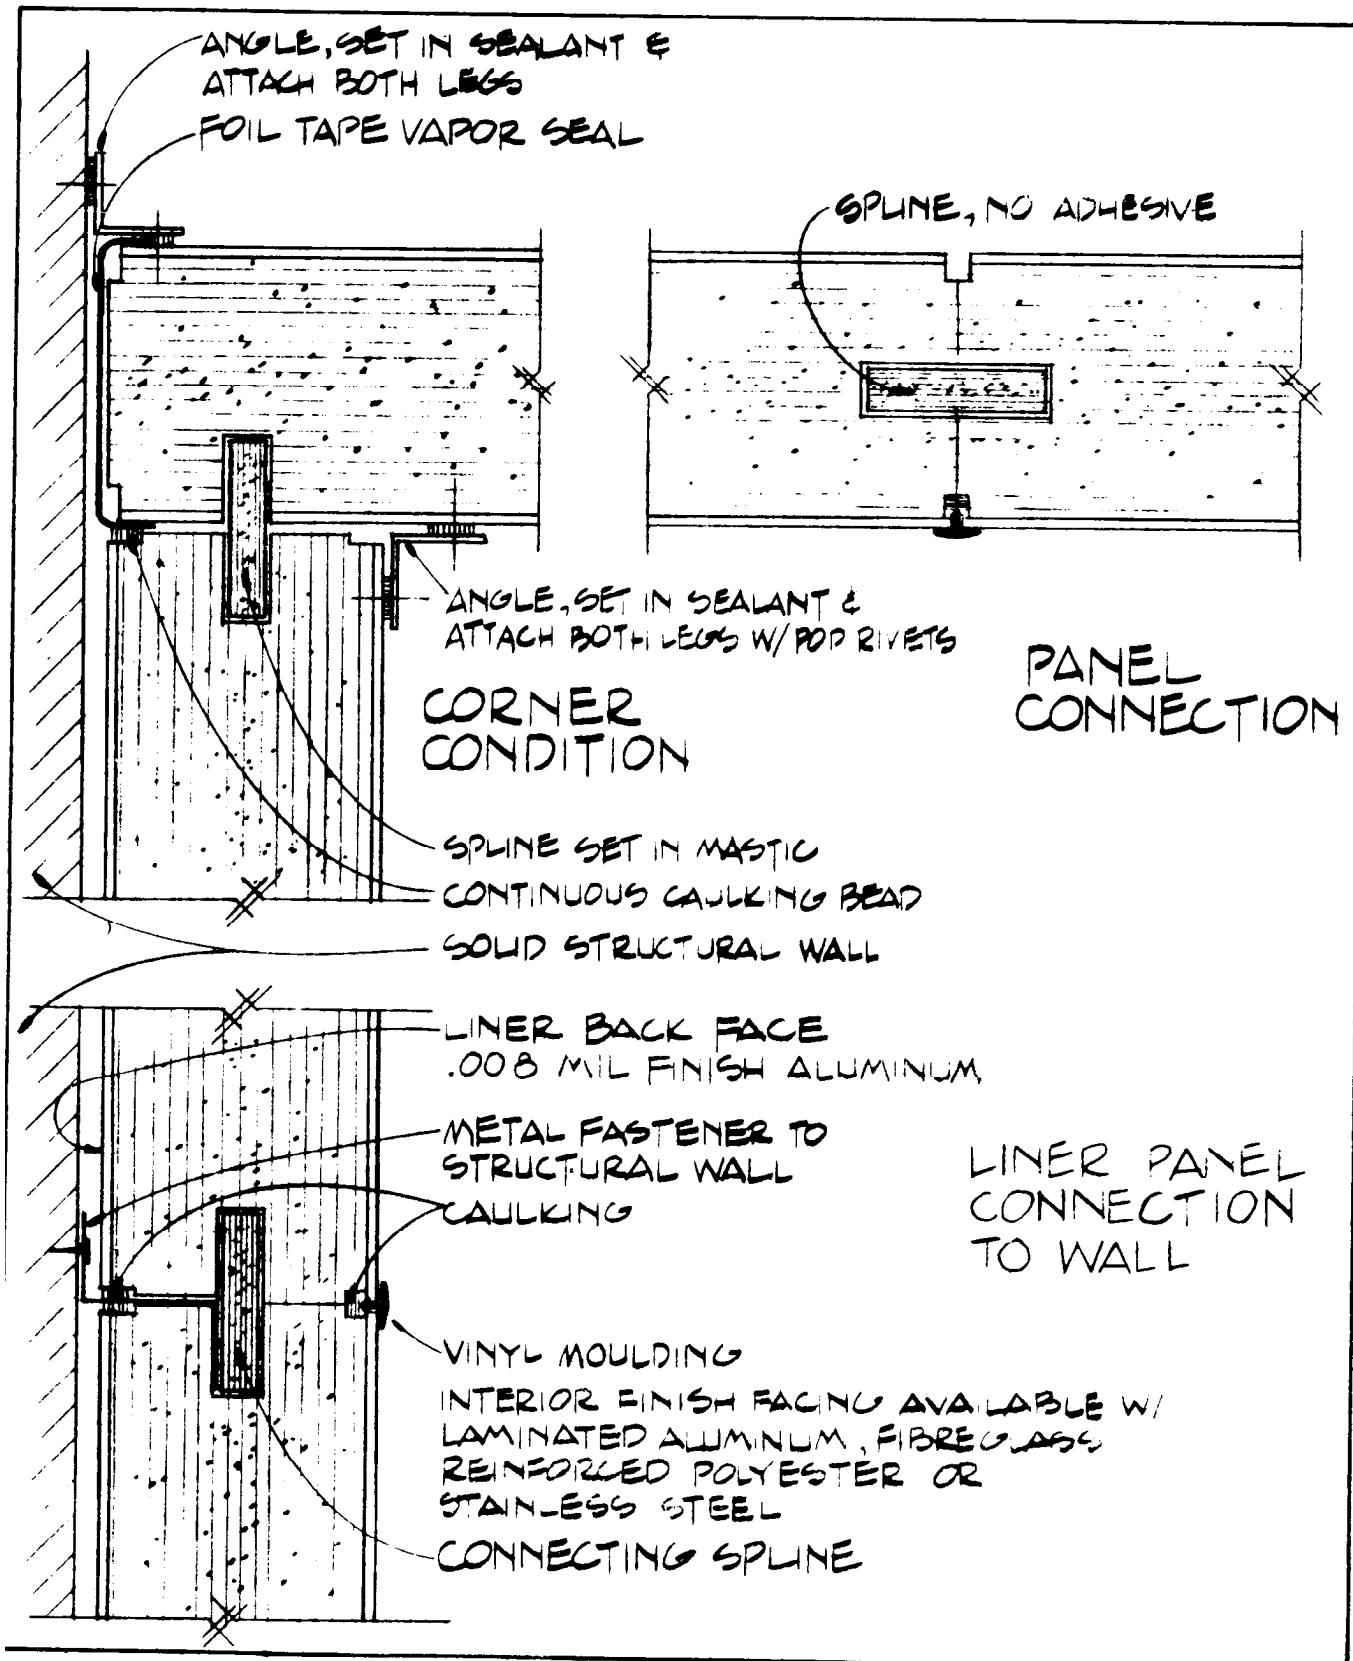 ANGLE, SET IN SEALANT &
ATTACH BOTH LEGS
FOIL TAPE VAPOR SEAL
SPLINE, NO ADHESIVE
ANGLE, SET IN SEALANT &
ATTACH BOTH LEGS W/ POP RIVETS
CORNER
CONDITION
PANEL
CONNECTION
SPLINE SET IN MASTIC
CONTINUOUS CAULKING BEAD
SOLID STRUCTURAL WALL
LINER BACK FACE
.008 MIL FINISH ALUMINUM
METAL FASTENER TO
STRUCTURAL WALL
CAULKING
LINER PANEL
CONNECTION
TO WALL
VINYL MOULDING
INTERIOR FINISH FACING AVAILABLE W/
LAMINATED ALUMINUM, FIBREGLASS
REINFORCED POLYESTER OR
STAINLESS STEEL
CONNECTING SPLINE